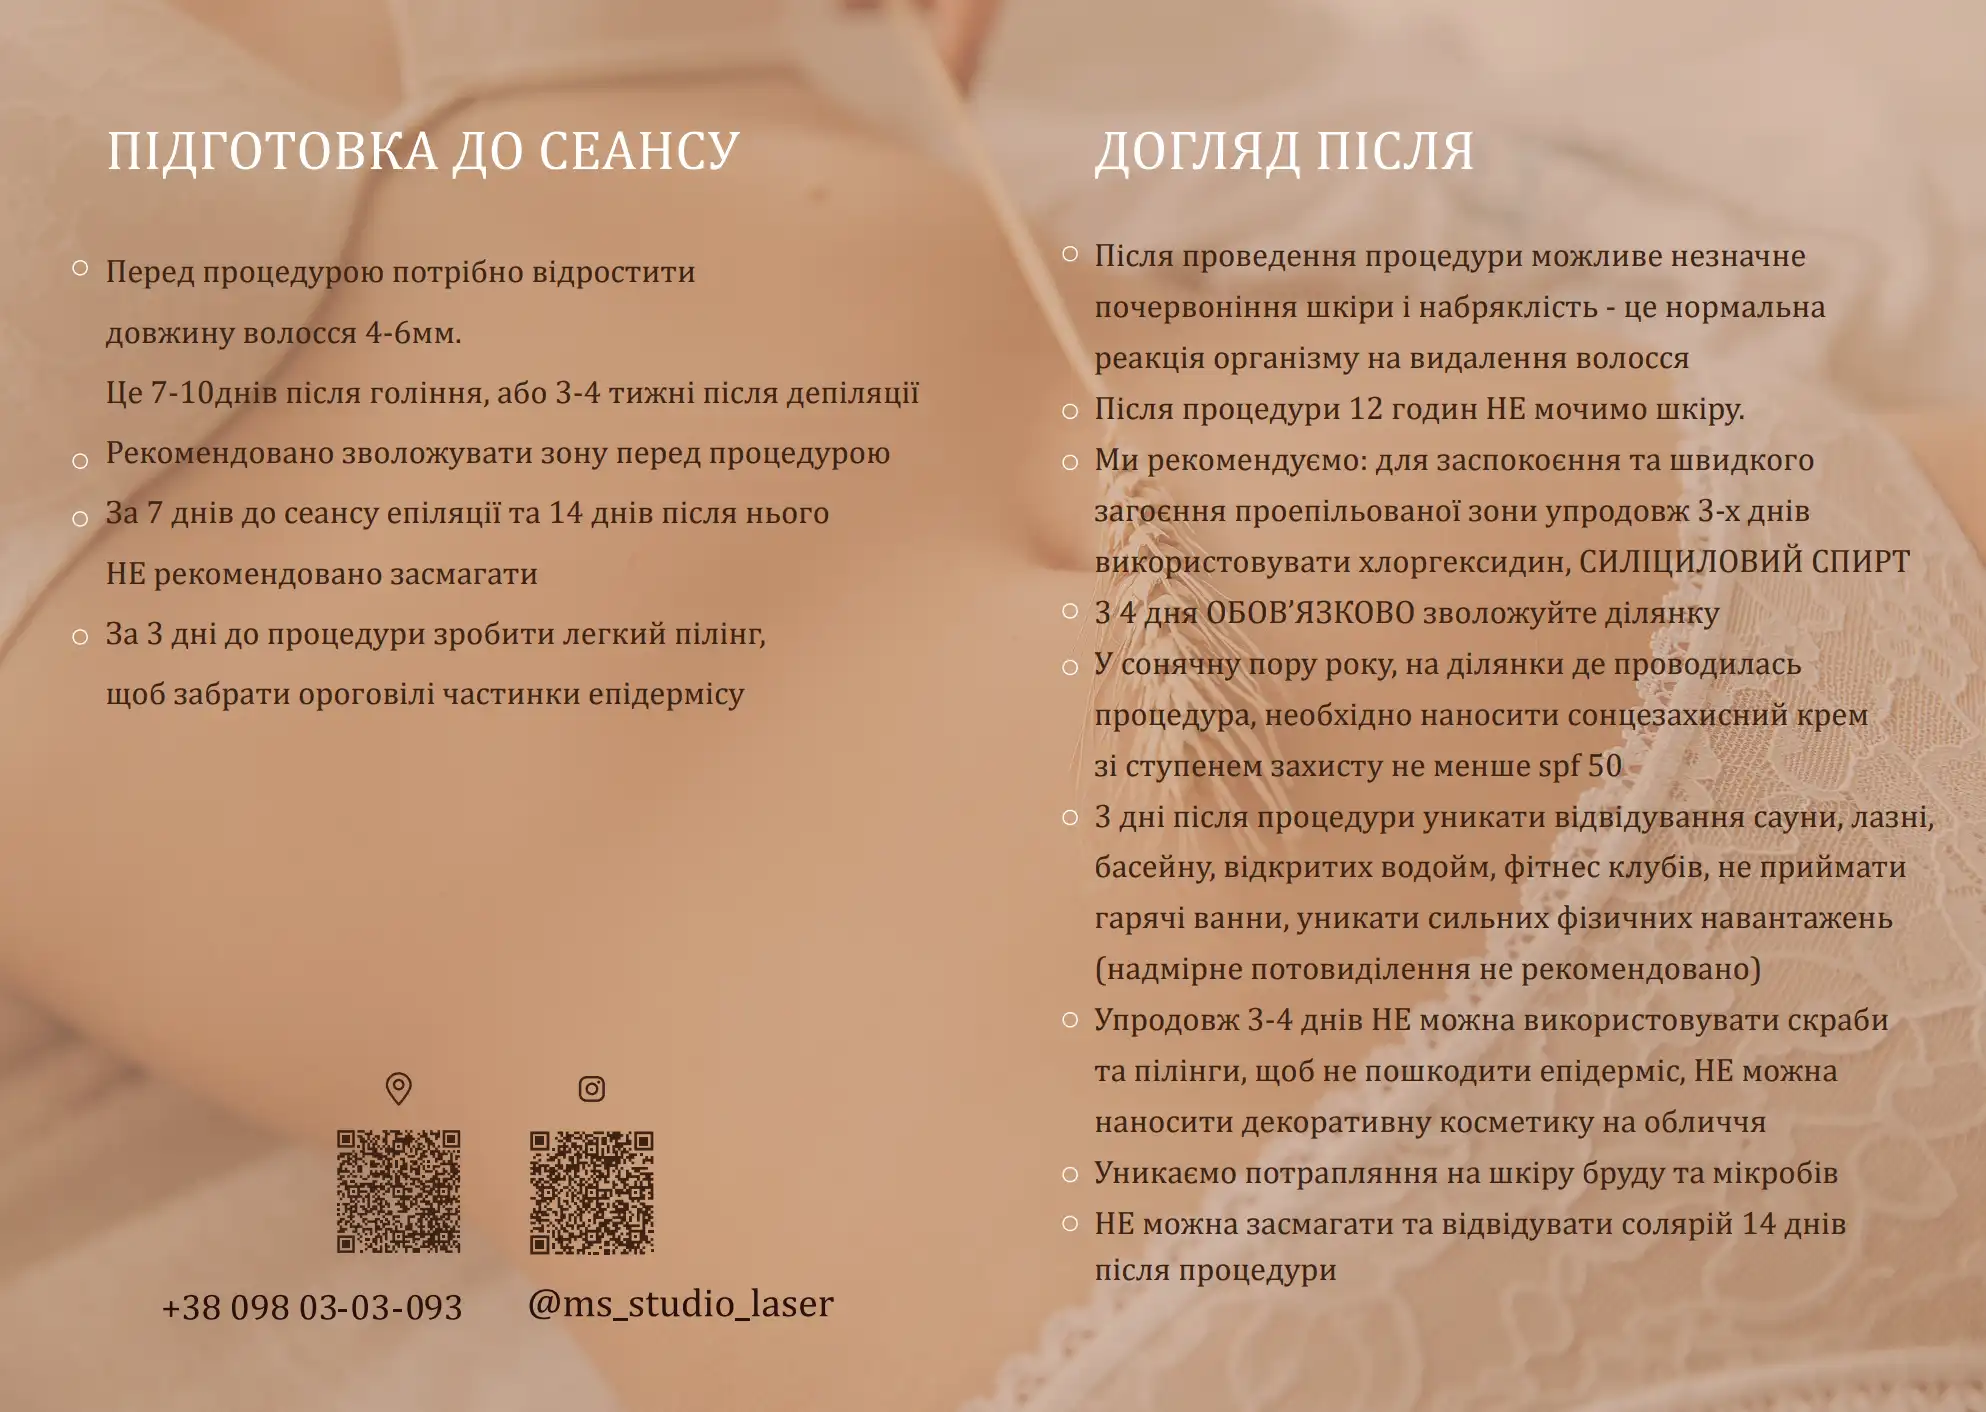 ПІДГОТОВКА ДО СЕАНСУ
Перед процедурою потрібно відростити
довжину волосся 4-6мм.
Це 7-10днів після гоління, або 3-4 тижні після депіляції
Рекомендовано зволожувати зону перед процедурою
За 7 днів до сеансу епіляції та 14 днів після нього
НЕ рекомендовано засмагати
За 3 дні до процедури зробити легкий пілінг,
щоб забрати ороговілі частинки епідермісу
+38 098 03-03-093
@ms_studio_laser
ДОГЛЯД ПІСЛЯ
Після проведення процедури можливе незначне
почервоніння шкіри і набряклість - це нормальна
реакція організму на видалення волосся
Після процедури 12 годин НЕ мочимо шкіру.
Ми рекомендуємо: для заспокоєння та швидкого
загоєння проепільованої зони упродовж 3-х днів
використовувати хлоргексидин, СИЛІЦИЛОВИЙ СПИРТ
З 4 дня ОБОВ’ЯЗКОВО зволожуйте ділянку
У сонячну пору року, на ділянки де проводилась
процедура, необхідно наносити сонцезахисний крем
зі ступенем захисту не менше spf 50
3 дні після процедури уникати відвідування сауни, лазні,
басейну, відкритих водойм, фітнес клубів, не приймати
гарячі ванни, уникати сильних фізичних навантажень
(надмірне потовиділення не рекомендовано)
Упродовж 3-4 днів НЕ можна використовувати скраби
та пілінги, щоб не пошкодити епідерміс, НЕ можна
наносити декоративну косметику на обличчя
Уникаємо потрапляння на шкіру бруду та мікробів
НЕ можна засмагати та відвідувати солярій 14 днів
після процедури